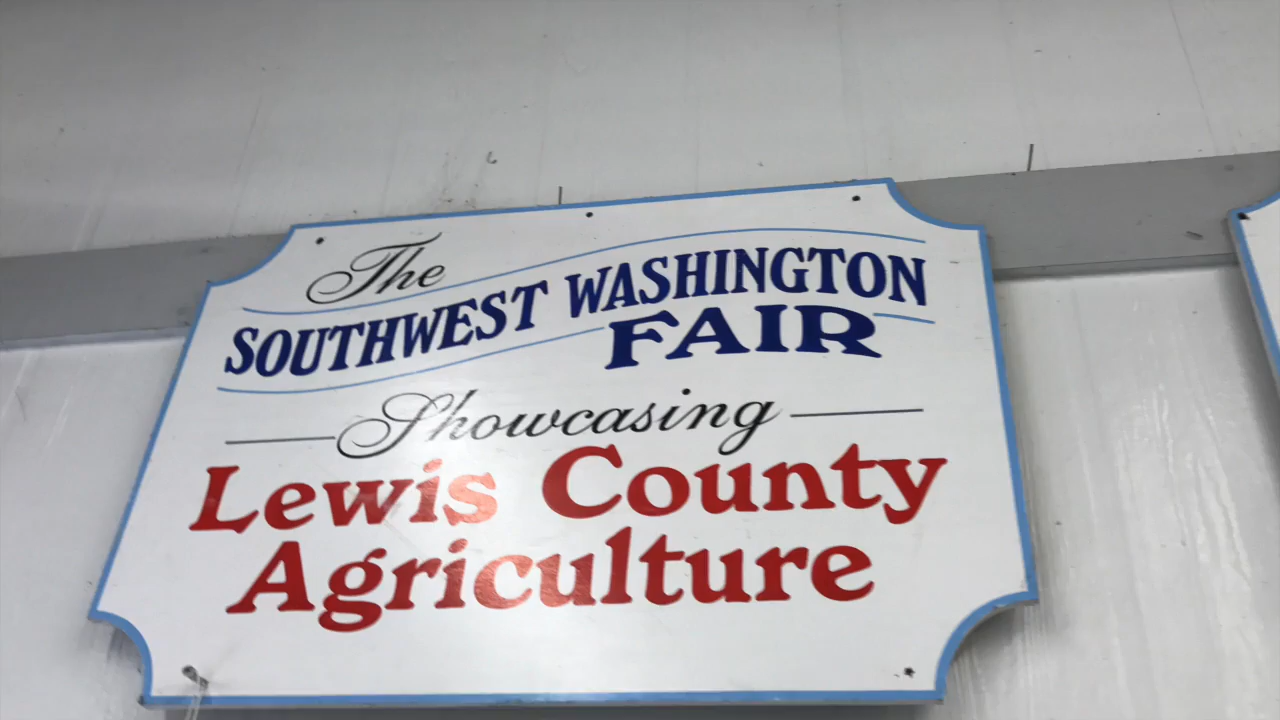 The
SOUTHWEST WASHINGTON
FAIR
Showcasing
Lewis County
Agriculture